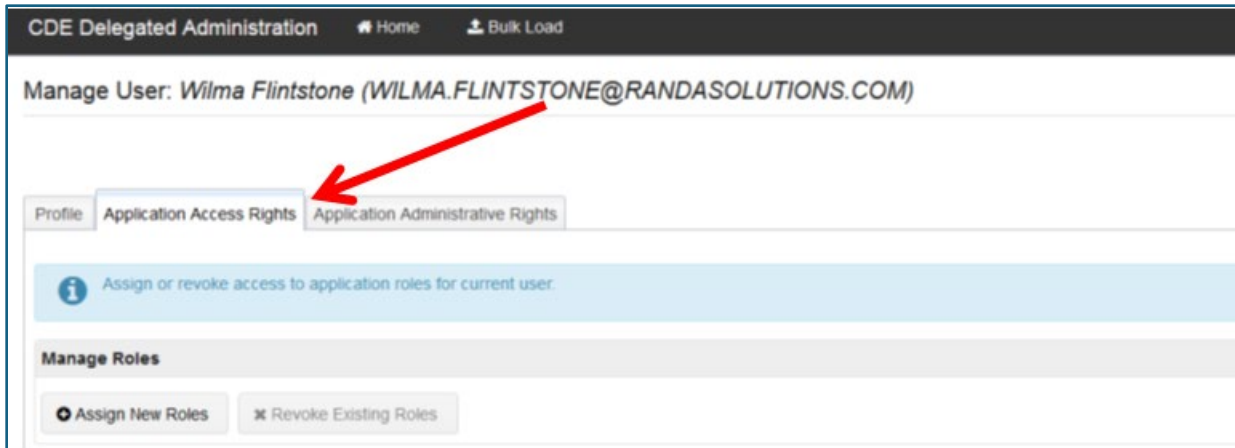 CDE Delegated Administration Home Bulk Load
Manage User: Wilma Flintstone (WILMA.FLINTSTONE@RANDASOLUTIONS.COM)
Profile Application Access Rights Application Administrative Rights
Assign or revoke access to application roles for current user.
Manage Roles
Assign New Roles Revoke Existing Roles